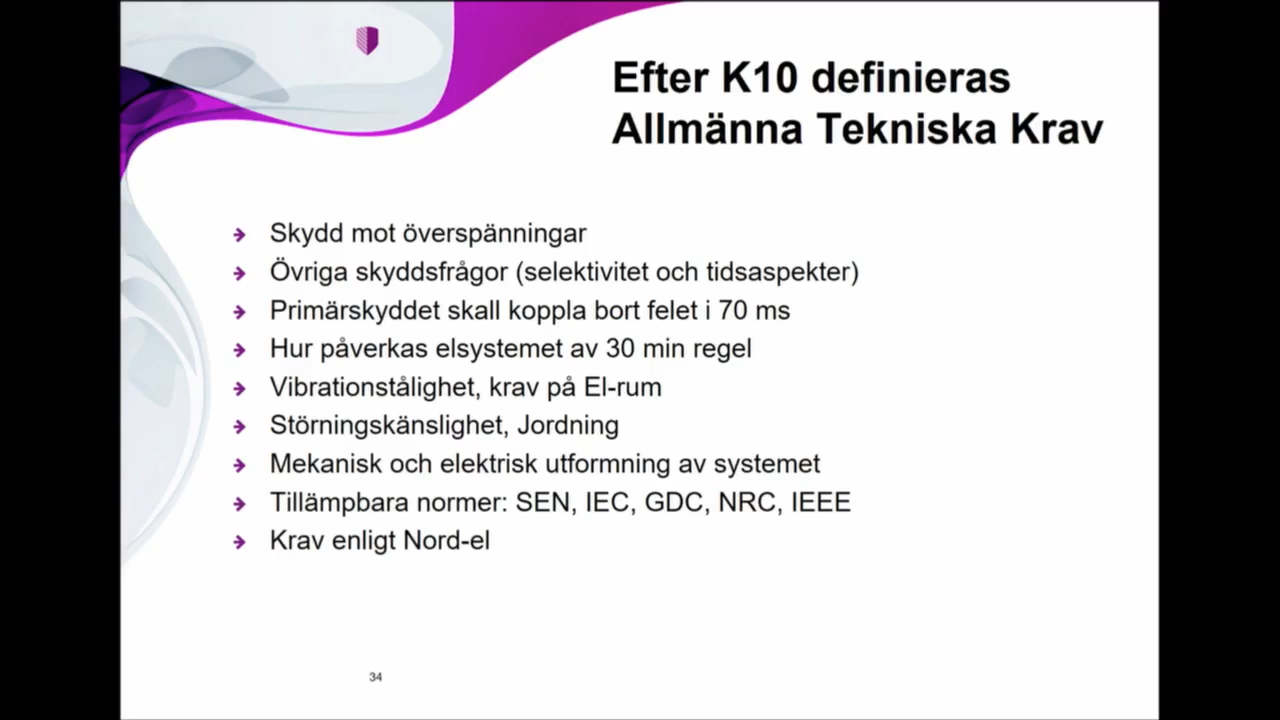 Efter K10 definieras
Allmänna Tekniska Krav
Skydd mot överspänningar
Övriga skyddsfrågor (selektivitet och tidsaspekter)
Primärskyddet skall koppla bort felet i 70 ms
Hur påverkas elsystemet av 30 min regel
Vibrationstålighet, krav på El-rum
Störningskänslighet, Jordning
Mekanisk och elektrisk utformning av systemet
Tillämpbara normer: SEN, IEC, GDC, NRC, IEEE
Krav enligt Nord-el
34